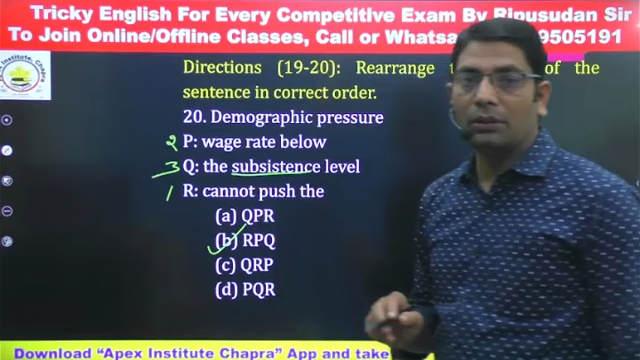 Tricky English For Every Competitive Exam By Ripusudan Sir
To Join Online/Offline Classes, Call or Whatsa 9505191
Institute, Chapra
Directions (19-20): Rearrange of the
sentence in correct order.
20. Demographic pressure
2 P: wage rate below
3 Q: the subsistence level
1 R: cannot push the
(a) QPR
(b) RPQ
(c) QRP
(d) PQR
Download "Apex Institute Chapra" App and take